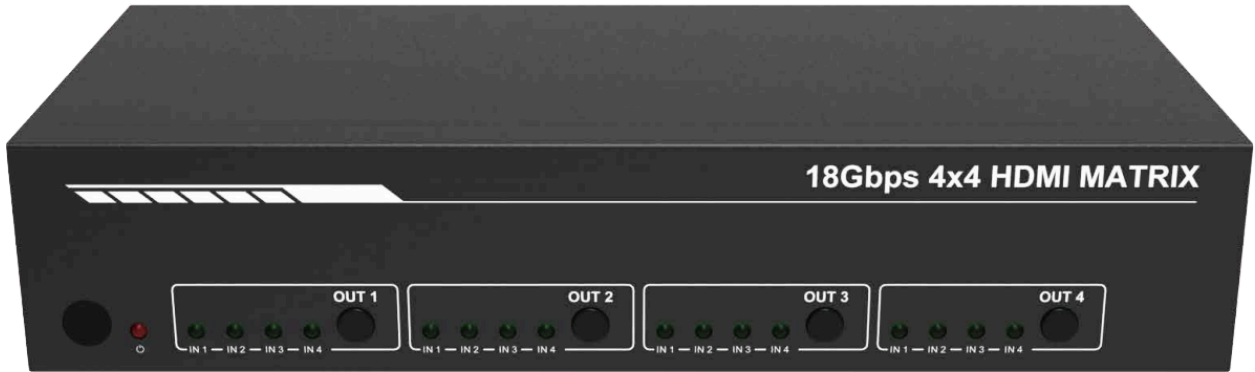 18Gbps 4x4 HDMI MATRIX
OUT 1
IN 1 — IN 2 — IN 3 — IN 4
OUT 2
IN 1 — IN 2 — IN 3 — IN 4
OUT 3
IN 1 — IN 2 — IN 3 — IN 4
OUT 4
IN 1 — IN 2 — IN 3 — IN 4